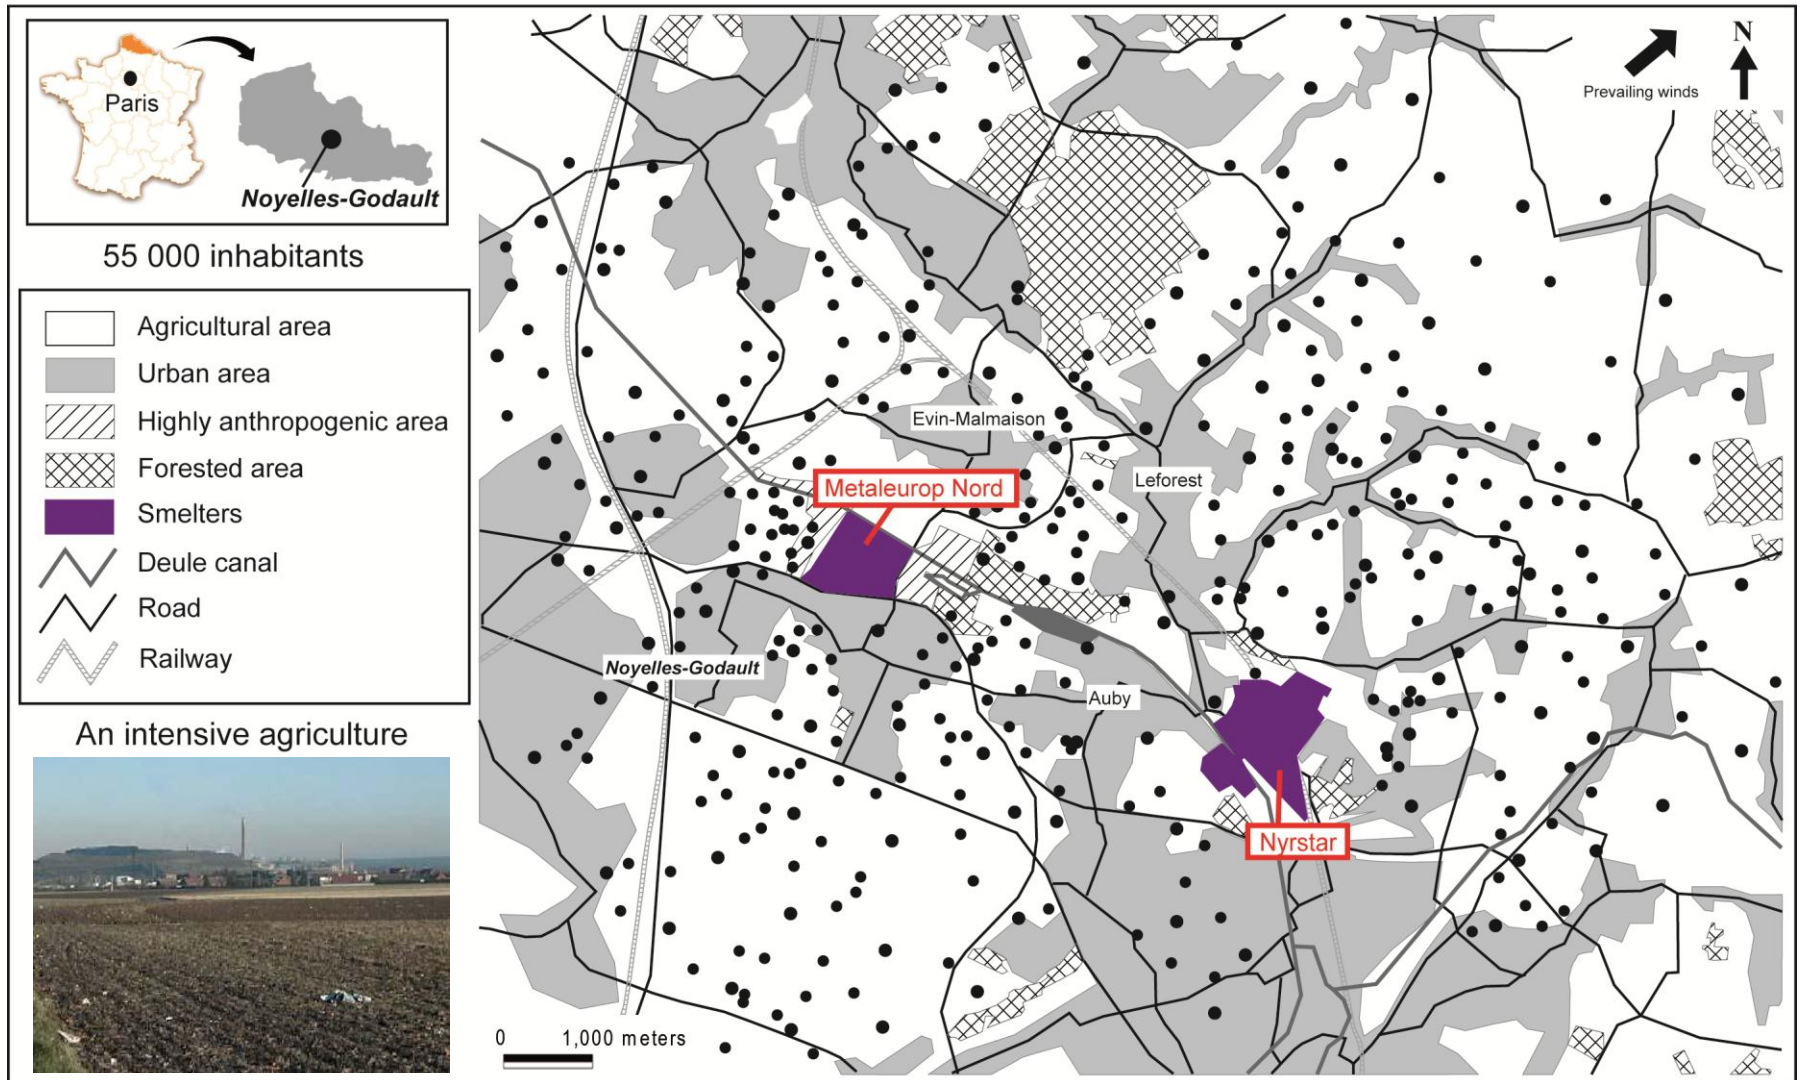 Paris
Noyelles-Godault
55 000 inhabitants
Agricultural area
Urban area
Highly anthropogenic area
Forested area
Smelters
Deule canal
Road
Railway
An intensive agriculture
Prevailing winds
N
Evin-Malmaison
Metaleurop Nord
Leforest
Noyelles-Godault
Auby
Nyrstar
0 1,000 meters